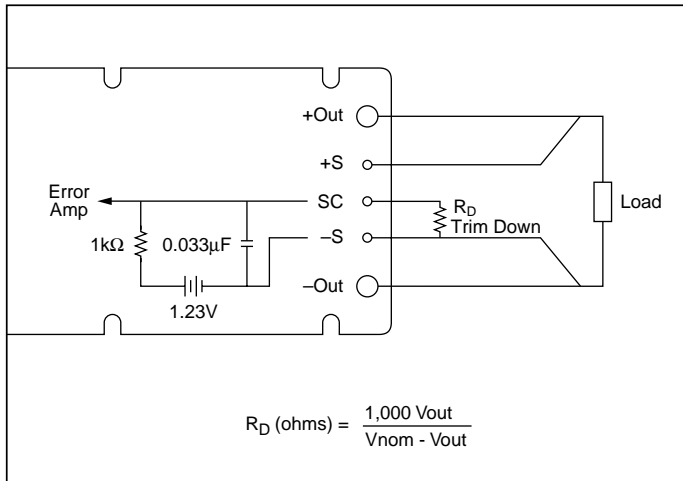 +Out
+S
Error
Amp
SC
R_D
Load
Trim Down
1kΩ
0.033µF
–S
–Out
1.23V
R_D (ohms) = 1,000 Vout
Vnom - Vout